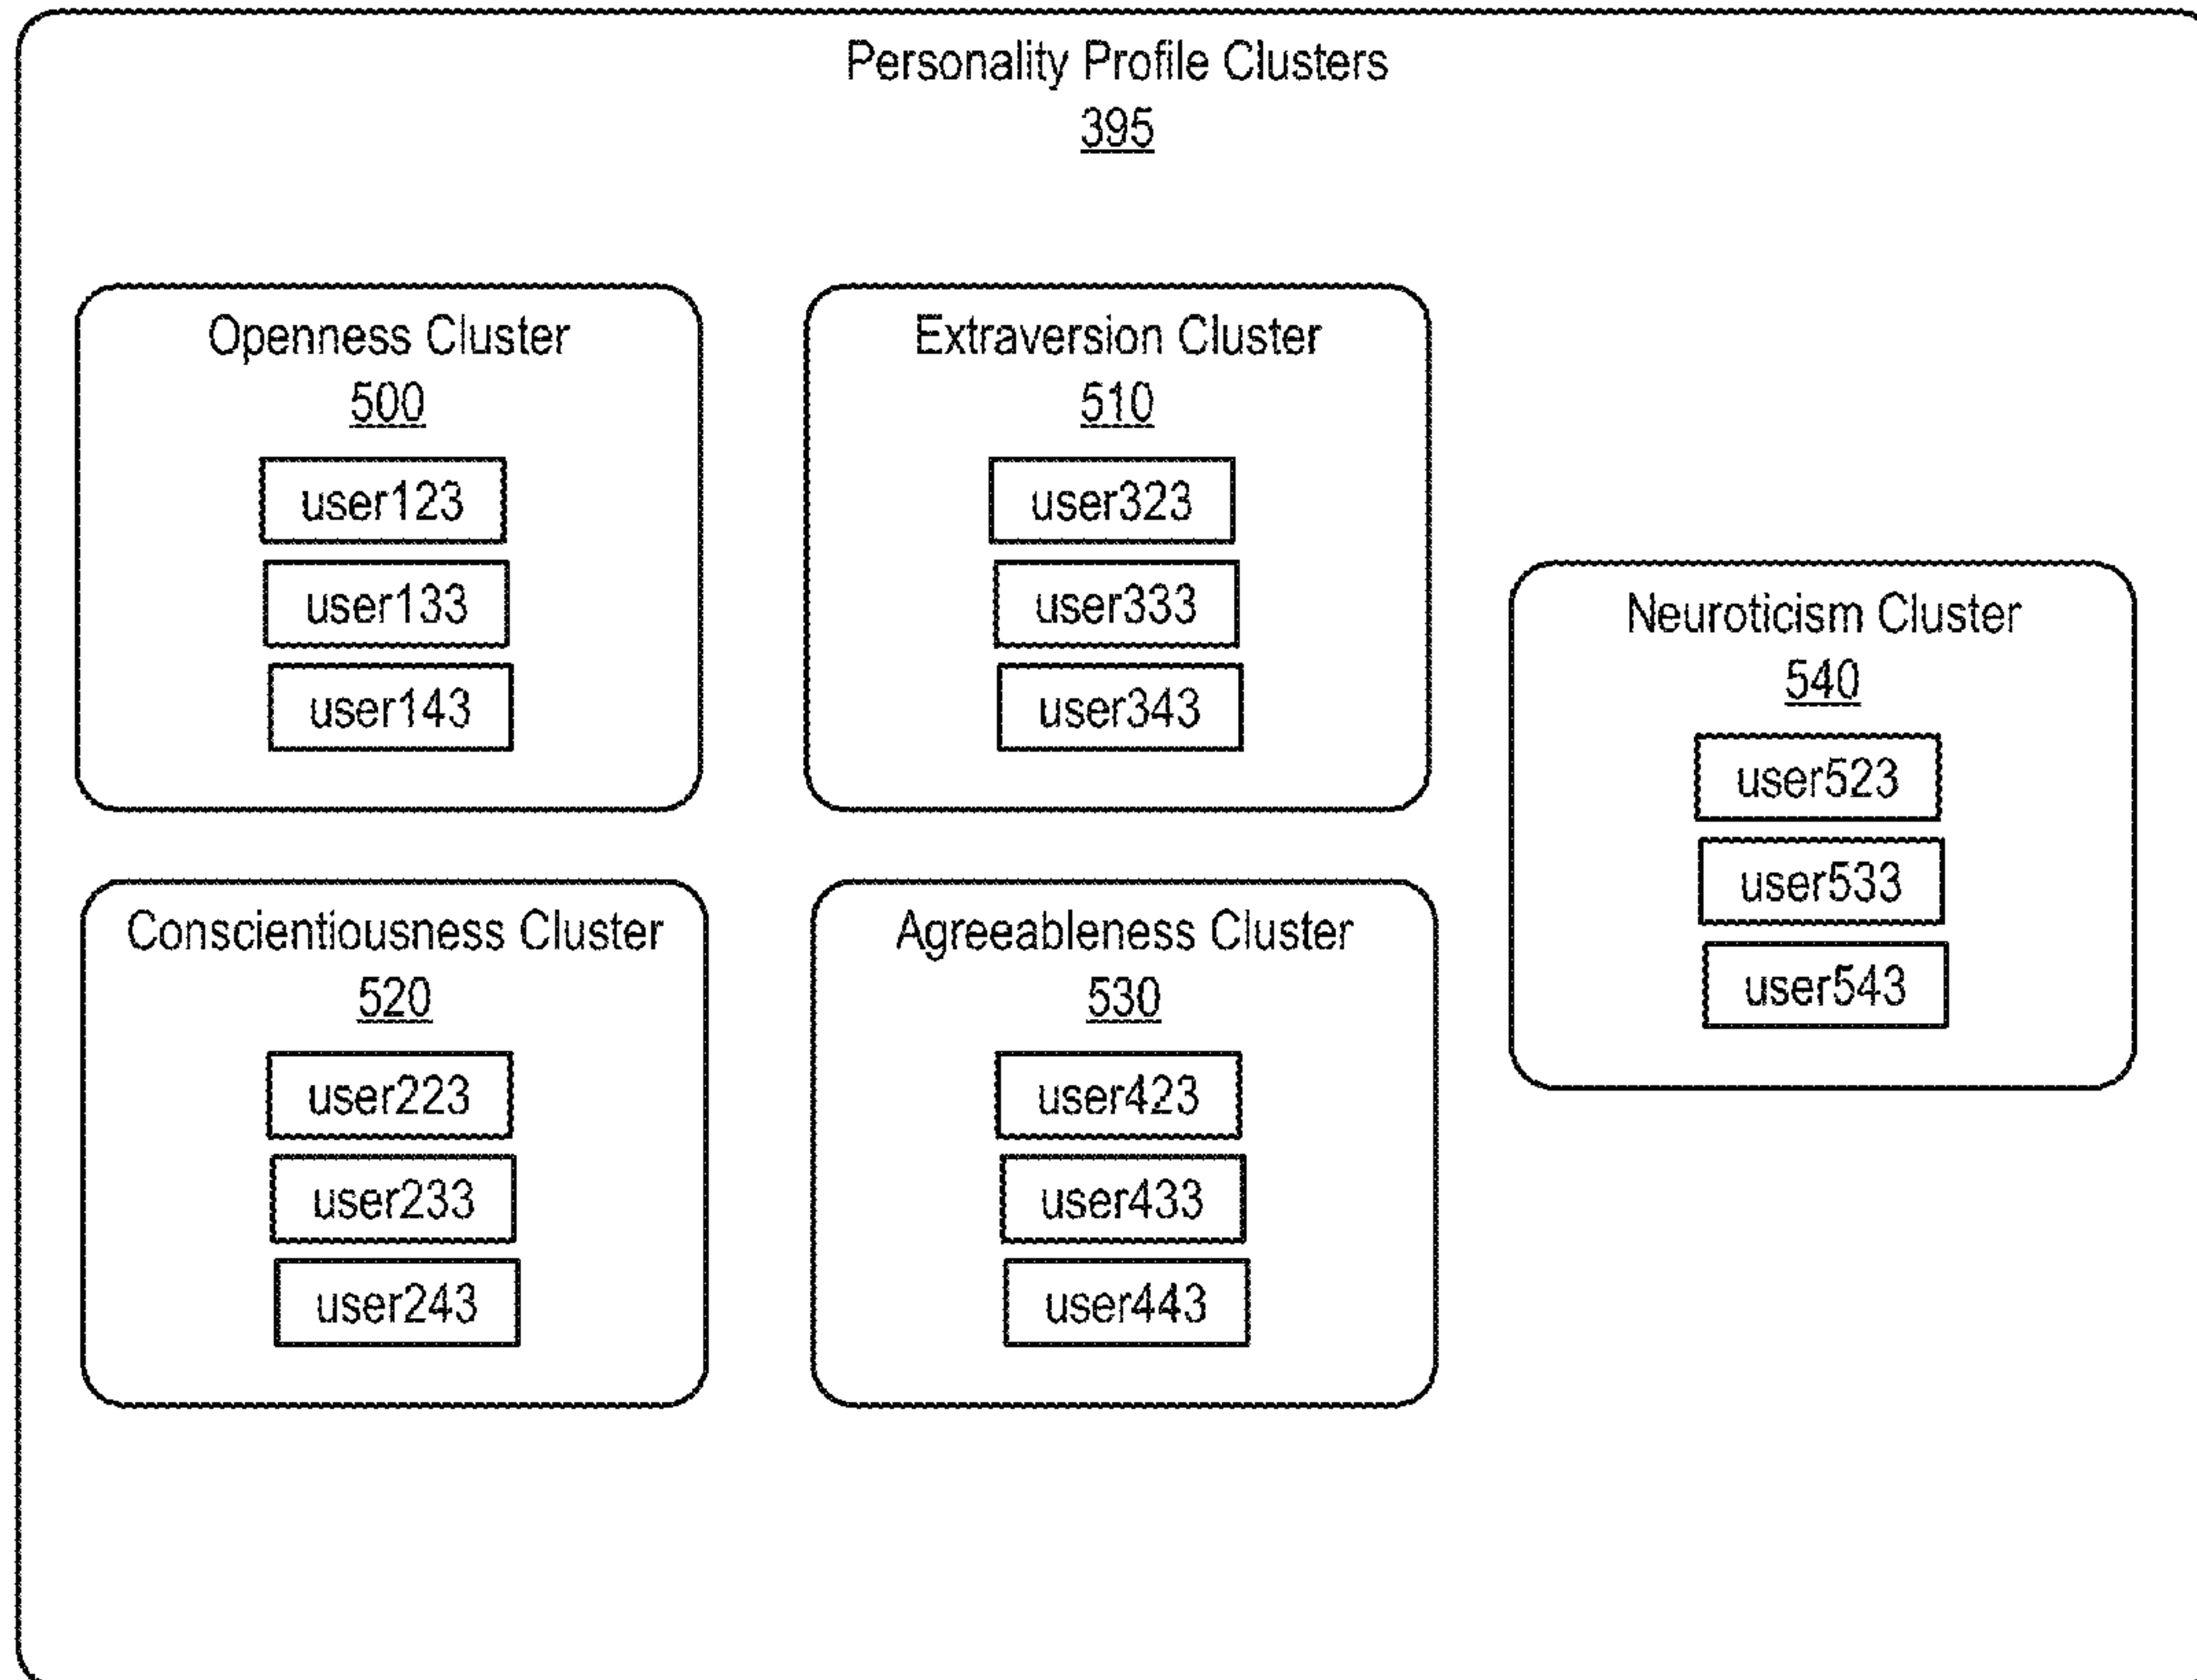 Personality Profile Clusters
395
Openness Cluster
500
user123
user133
user143
Extraversion Cluster
510
user323
user333
user343
Neuroticism Cluster
540
user523
user533
user543
Conscientiousness Cluster
520
user223
user233
user243
Agreeableness Cluster
530
user423
user433
user443